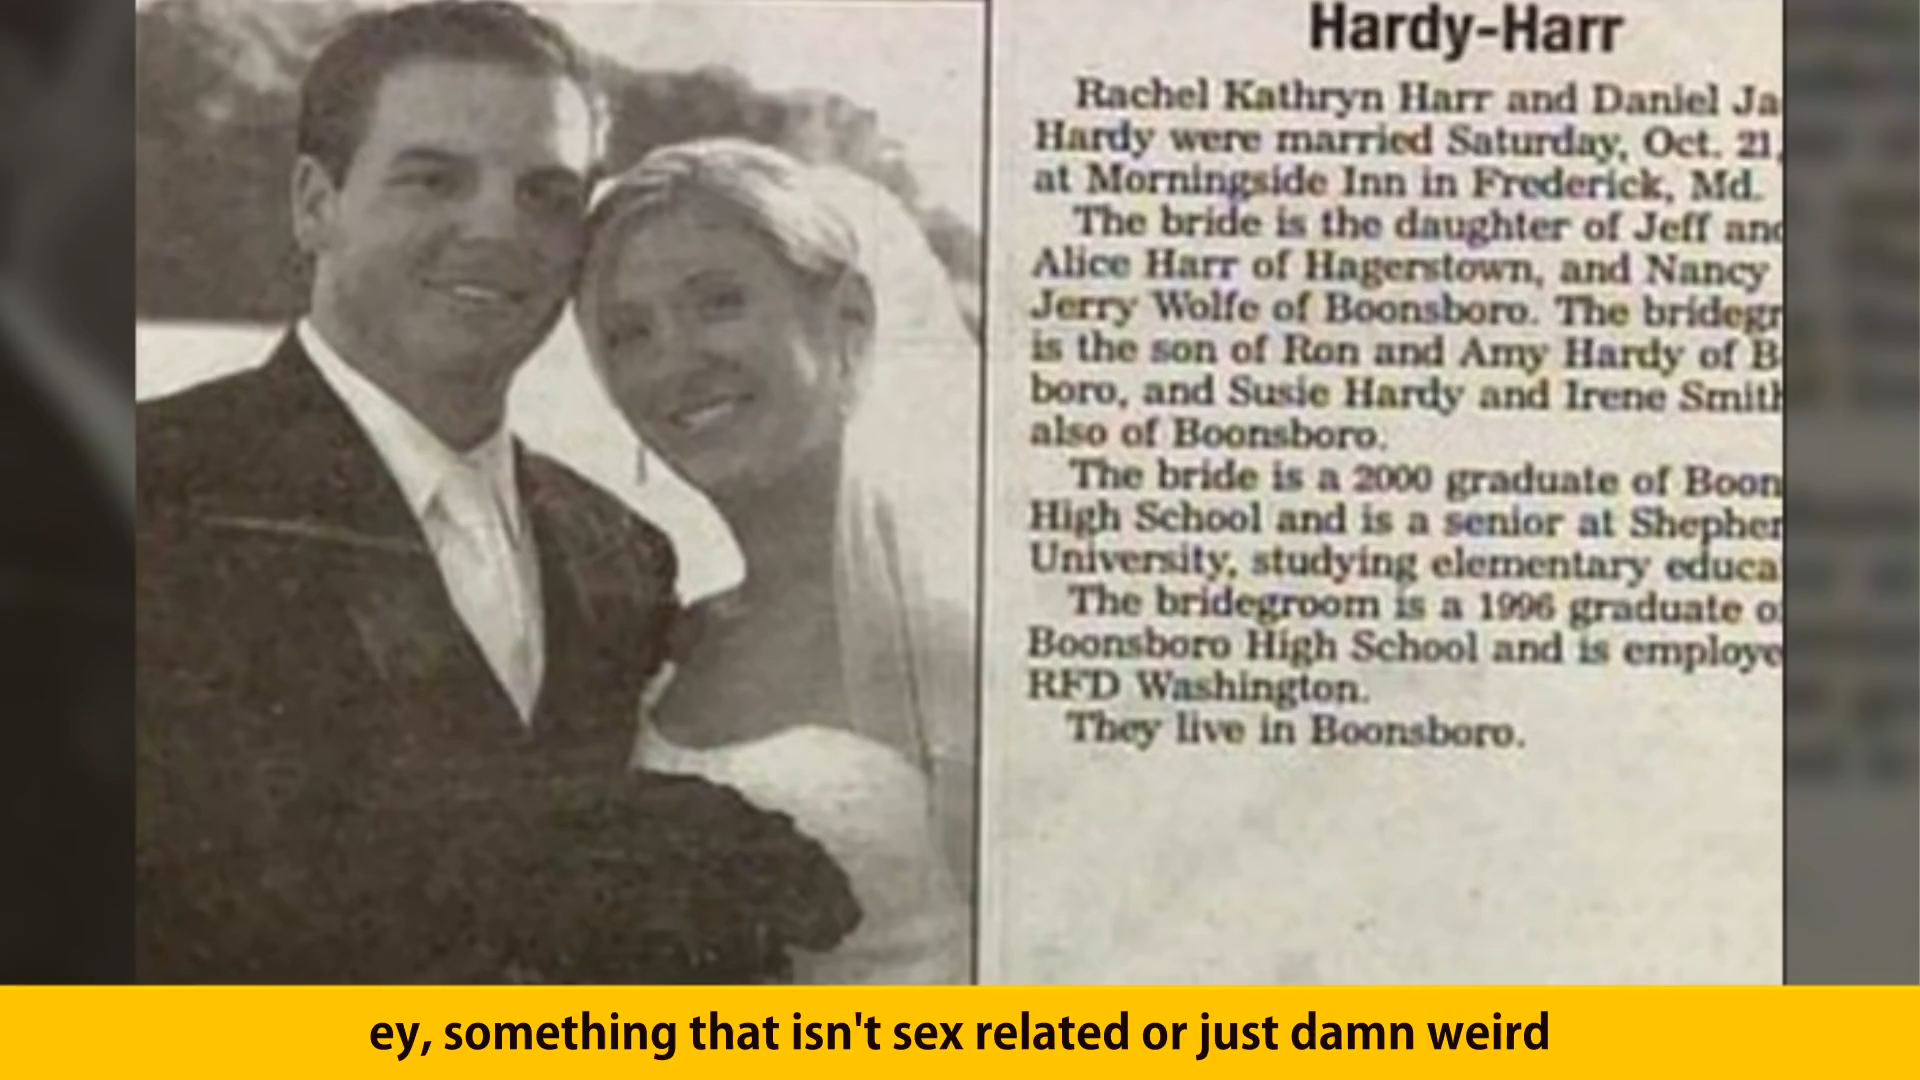 Hardy-Harr
Rachel Kathryn Harr and Daniel Ja
Hardy were married Saturday, Oct. 21,
at Morningside Inn in Frederick, Md.
The bride is the daughter of Jeff and
Alice Harr of Hagerstown, and Nancy
Jerry Wolfe of Boonsboro. The bridegr
is the son of Ron and Amy Hardy of B
boro, and Susie Hardy and Irene Smith
also of Boonsboro.
The bride is a 2000 graduate of Boon
High School and is a senior at Shepher
University, studying elementary educa
The bridegroom is a 1996 graduate o
Boonsboro High School and is employe
RFD Washington.
They live in Boonsboro.
ey, something that isn't sex related or just damn weird